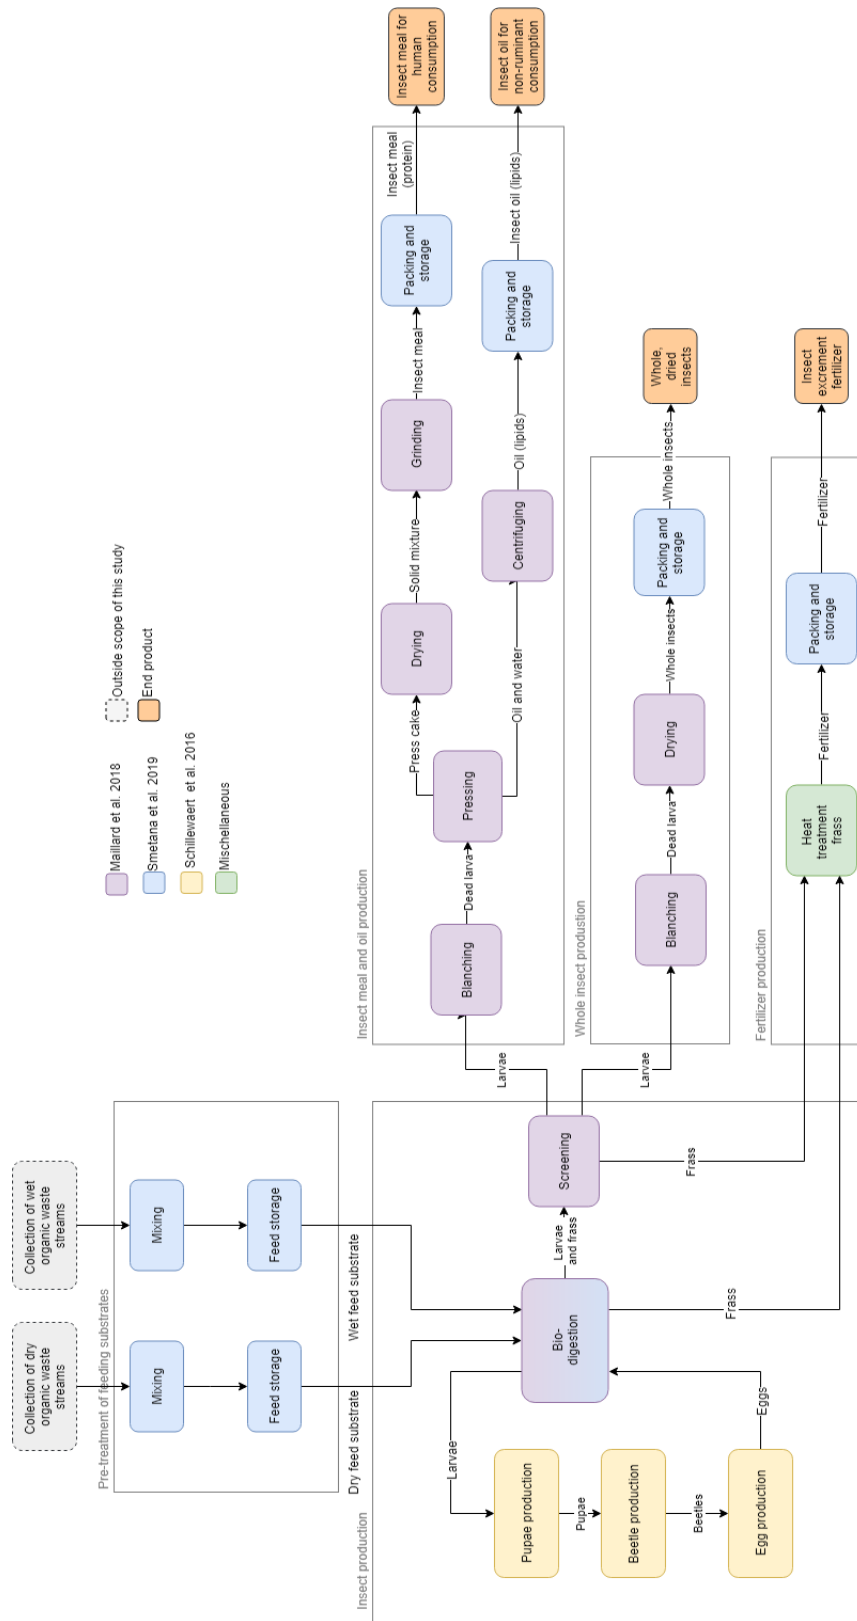 Collection of dry
organic waste
streams
Collection of wet
organic waste
streams
Pre-treatment of feeding substrates
Mixing
Mixing
Feed storage
Feed storage
Dry feed substrate
Wet feed substrate
Maillard et al. 2018
Smetana et al. 2019
Schillewaert et al. 2016
Mischellaneous
Outside scope of this study
End product
Insect production
Larvae
Pupae production
Pupae
Beetle production
Beetles
Egg production
Eggs
Bio-
digestion
Larvae
and frass
Screening
Frass
Frass
Larvae
Larvae
Insect meal and oil production
Blanching
Dead larva
Pressing
Press cake
Drying
Solid mixture
Grinding
Insect meal
Packing and
storage
Insect meal
(protein)
Insect meal for
human
consumption
Oil and water
Centrifuging
Oil (lipids)
Packing and
storage
Insect oil (lipids)
Insect oil for
non-ruminant
consumption
Whole insect produstion
Blanching
Dead larva
Drying
Whole insects
Packing and
storage
Whole insects
Whole,
dried
insects
Fertilizer production
Heat
treatment
frass
Fertilizer
Packing and
storage
Fertilizer
Insect
excrement
fertilizer